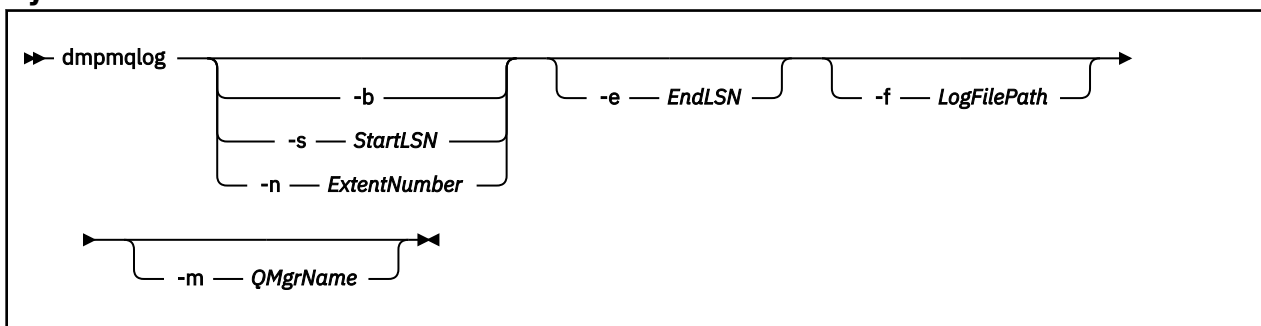 dmpmqlog
-b
-e EndLSN
-f LogFilePath
-s StartLSN
-n ExtentNumber
-m QMgrName